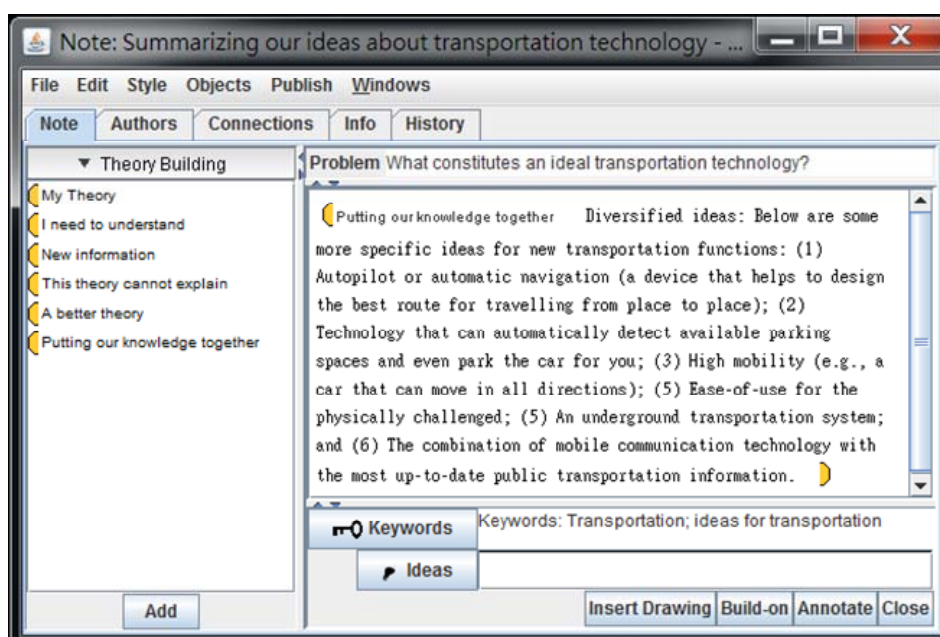 Note: Summarizing our ideas about transportation technology - ...
File Edit Style Objects Publish Windows
Note Authors Connections Info History
Theory Building
My Theory
I need to understand
New information
This theory cannot explain
A better theory
Putting our knowledge together
Add
Problem What constitutes an ideal transportation technology?
Putting our knowledge together Diversified ideas: Below are some
more specific ideas for new transportation functions: (1)
Autopilot or automatic navigation (a device that helps to design
the best route for travelling from place to place); (2)
Technology that can automatically detect available parking
spaces and even park the car for you; (3) High mobility (e.g., a
car that can move in all directions); (5) Ease-of-use for the
physically challenged; (5) An underground transportation system;
and (6) The combination of mobile communication technology with
the most up-to-date public transportation information.
Keywords Keywords: Transportation; ideas for transportation
Ideas
Insert Drawing Build-on Annotate Close